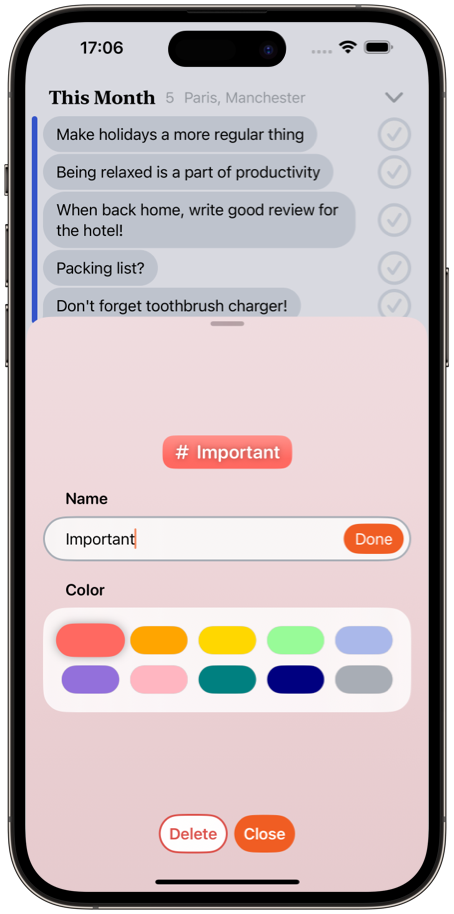 17:06
This Month 5 Paris, Manchester
Make holidays a more regular thing
Being relaxed is a part of productivity
When back home, write good review for
the hotel!
Packing list?
Don't forget toothbrush charger!
# Important
Name
Important Done
Color
Delete Close